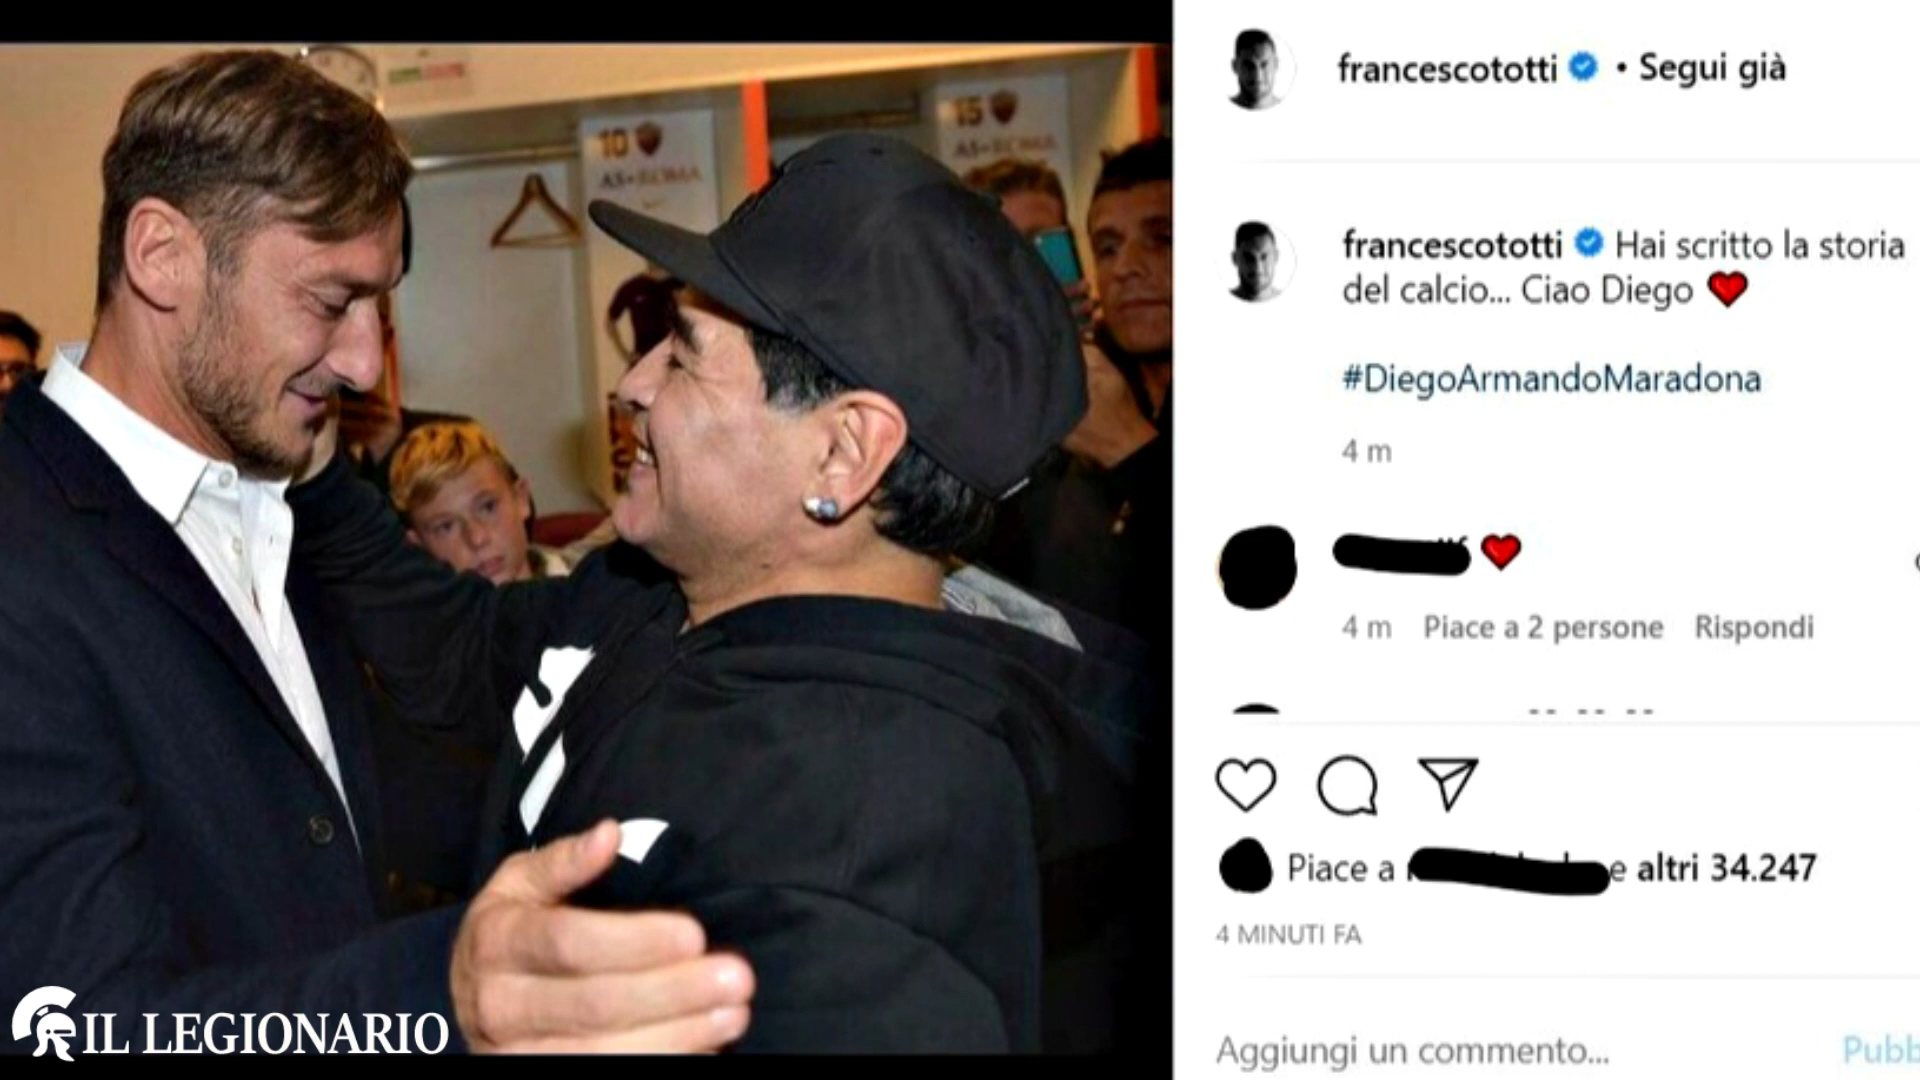 10
AS-ROMA
15
AS-ROMA
IL LEGIONARIO
francescototti • Segui già
francescototti Hai scritto la storia
del calcio... Ciao Diego ❤️
#DiegoArmandoMaradona
4 m
❤️
4 m Piace a 2 persone Rispondi
Piace a e altri 34.247
4 MINUTI FA
Aggiungi un commento...
Pubb